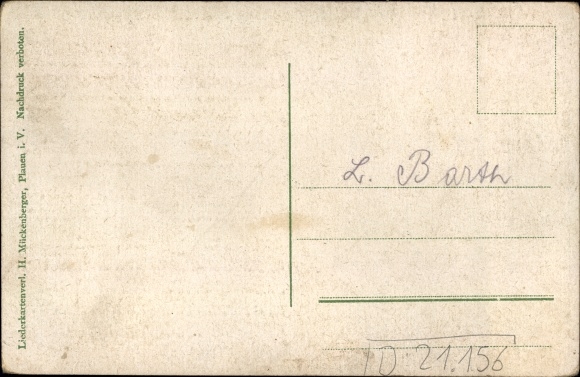 Liederkartenverl. H. Mückenberger, Plauen i. V. Nachdruck verboten.
L. Barth
D 21.156